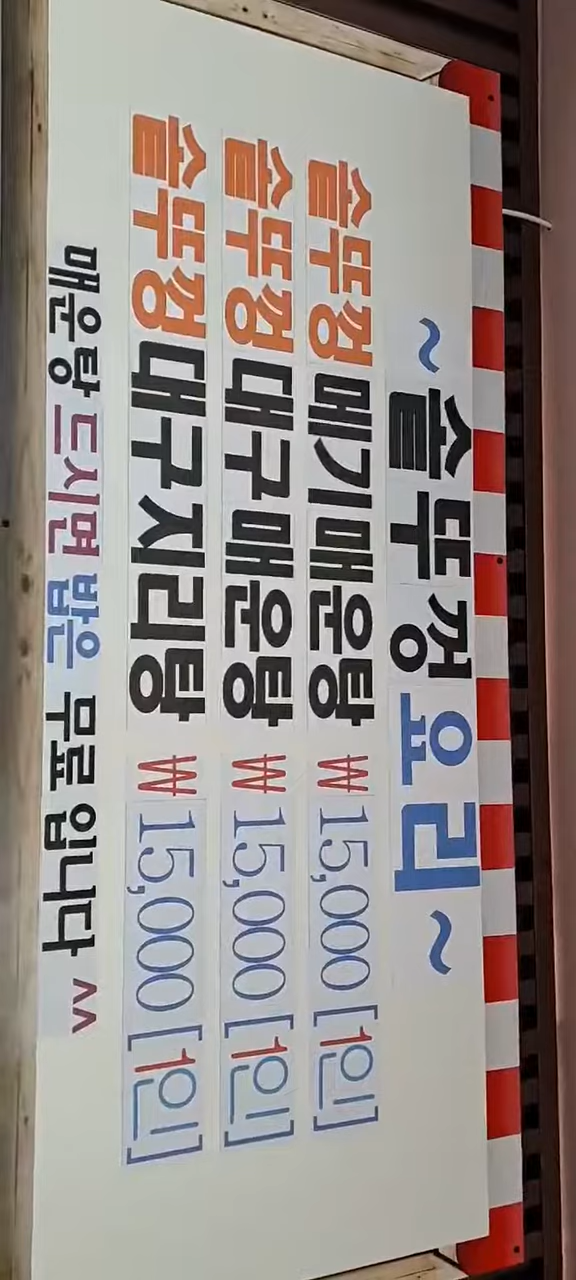 ~솥뚜껑요리~
솥뚜껑메기매운탕 ₩ 15,000 [1인]
솥뚜껑대구매운탕 ₩ 15,000 [1인]
솥뚜껑대구지리탕 ₩ 15,000 [1인]
매운탕 드시면 밥은 무료 입니다 ^^